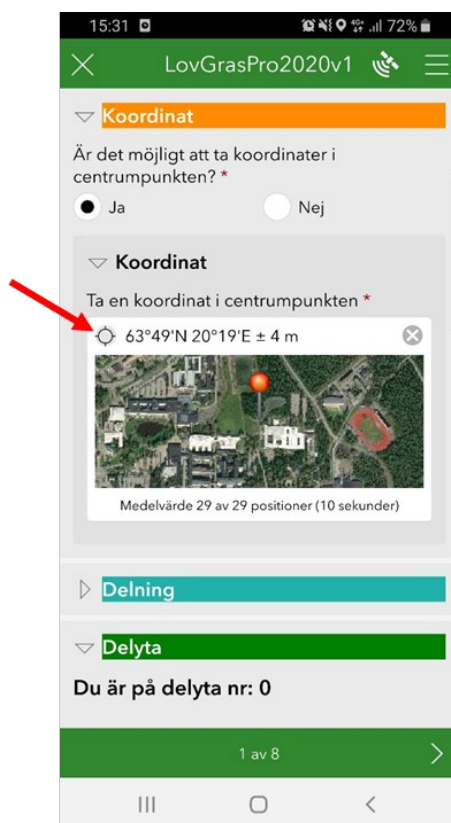 15:31 72%
LovGrasPro2020v1
Koordinat
Är det möjligt att ta koordinater i
centrumpunkten? *
Ja Nej
Koordinat
Ta en koordinat i centrumpunkten *
63°49'N 20°19'E ± 4 m
Medelvärde 29 av 29 positioner (10 sekunder)
Delning
Delyta
Du är på delyta nr: 0
1 av 8